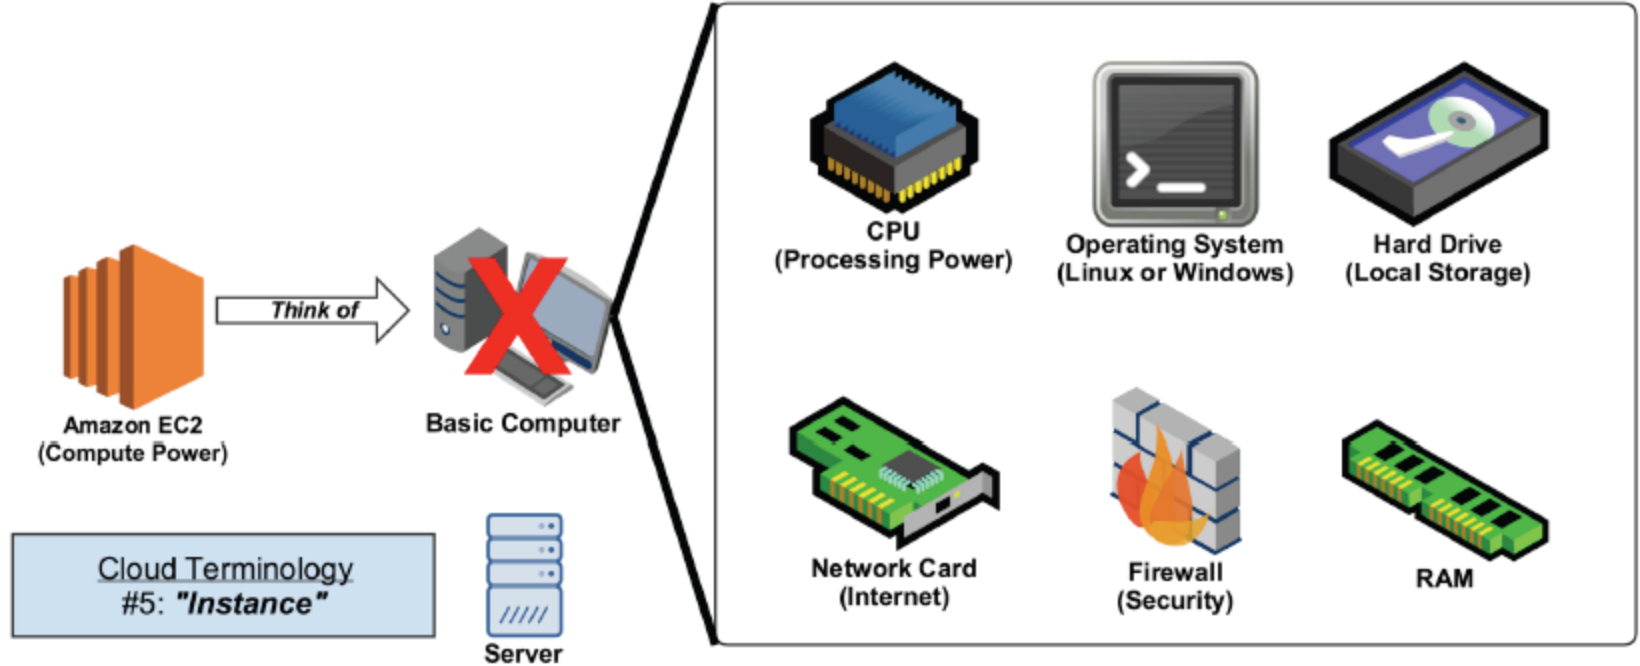 Amazon EC2
(Compute Power)
Think of
Basic Computer
Cloud Terminology
#5: "Instance"
Server
CPU
(Processing Power)
Operating System
(Linux or Windows)
Hard Drive
(Local Storage)
Network Card
(Internet)
Firewall
(Security)
RAM